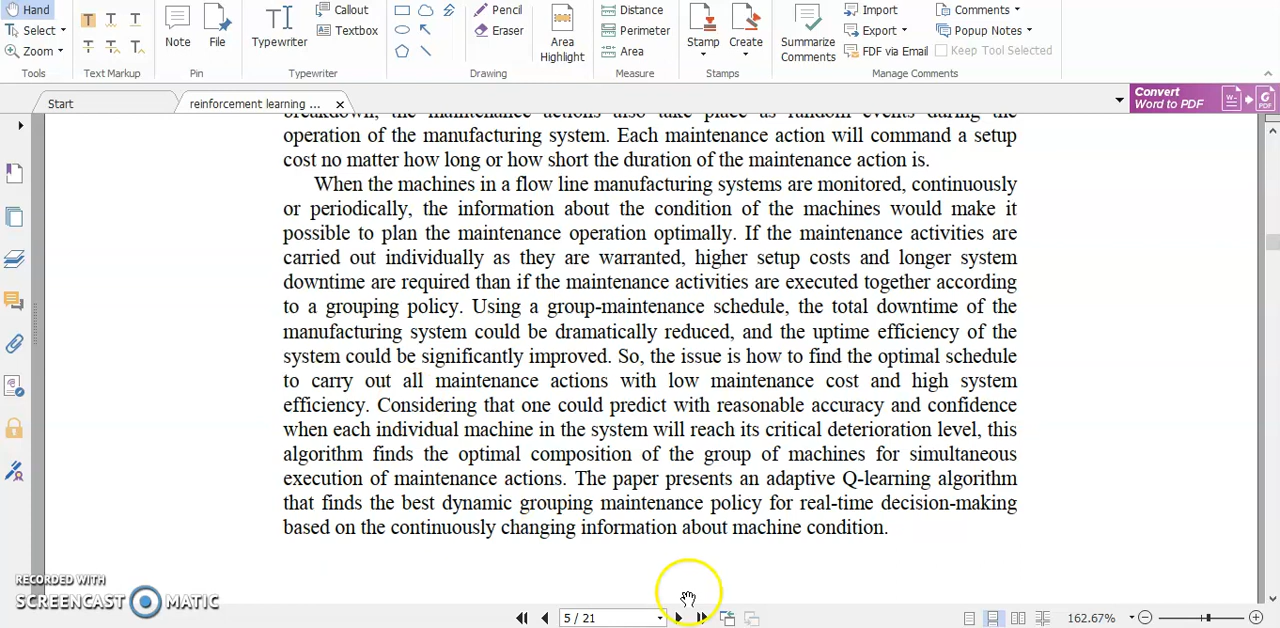 Hand
Select
Zoom
Tools
Text Markup
Note
File
Pin
Typewriter
Callout
Textbox
Typewriter
Pencil
Eraser
Drawing
Area
Highlight
Distance
Perimeter
Area
Measure
Stamp
Create
Stamps
Summarize
Comments
Import
Export
FDF via Email
Comments
Popup Notes
Keep Tool Selected
Manage Comments
Start
reinforcement learning ...
Convert
Word to PDF
breakdown, the maintenance actions also take place as random events during the
operation of the manufacturing system. Each maintenance action will command a setup
cost no matter how long or how short the duration of the maintenance action is.
When the machines in a flow line manufacturing systems are monitored, continuously
or periodically, the information about the condition of the machines would make it
possible to plan the maintenance operation optimally. If the maintenance activities are
carried out individually as they are warranted, higher setup costs and longer system
downtime are required than if the maintenance activities are executed together according
to a grouping policy. Using a group-maintenance schedule, the total downtime of the
manufacturing system could be dramatically reduced, and the uptime efficiency of the
system could be significantly improved. So, the issue is how to find the optimal schedule
to carry out all maintenance actions with low maintenance cost and high system
efficiency. Considering that one could predict with reasonable accuracy and confidence
when each individual machine in the system will reach its critical deterioration level, this
algorithm finds the optimal composition of the group of machines for simultaneous
execution of maintenance actions. The paper presents an adaptive Q-learning algorithm
that finds the best dynamic grouping maintenance policy for real-time decision-making
based on the continuously changing information about machine condition.
RECORDED WITH
SCREENCAST MATIC
5 / 21
162.67%